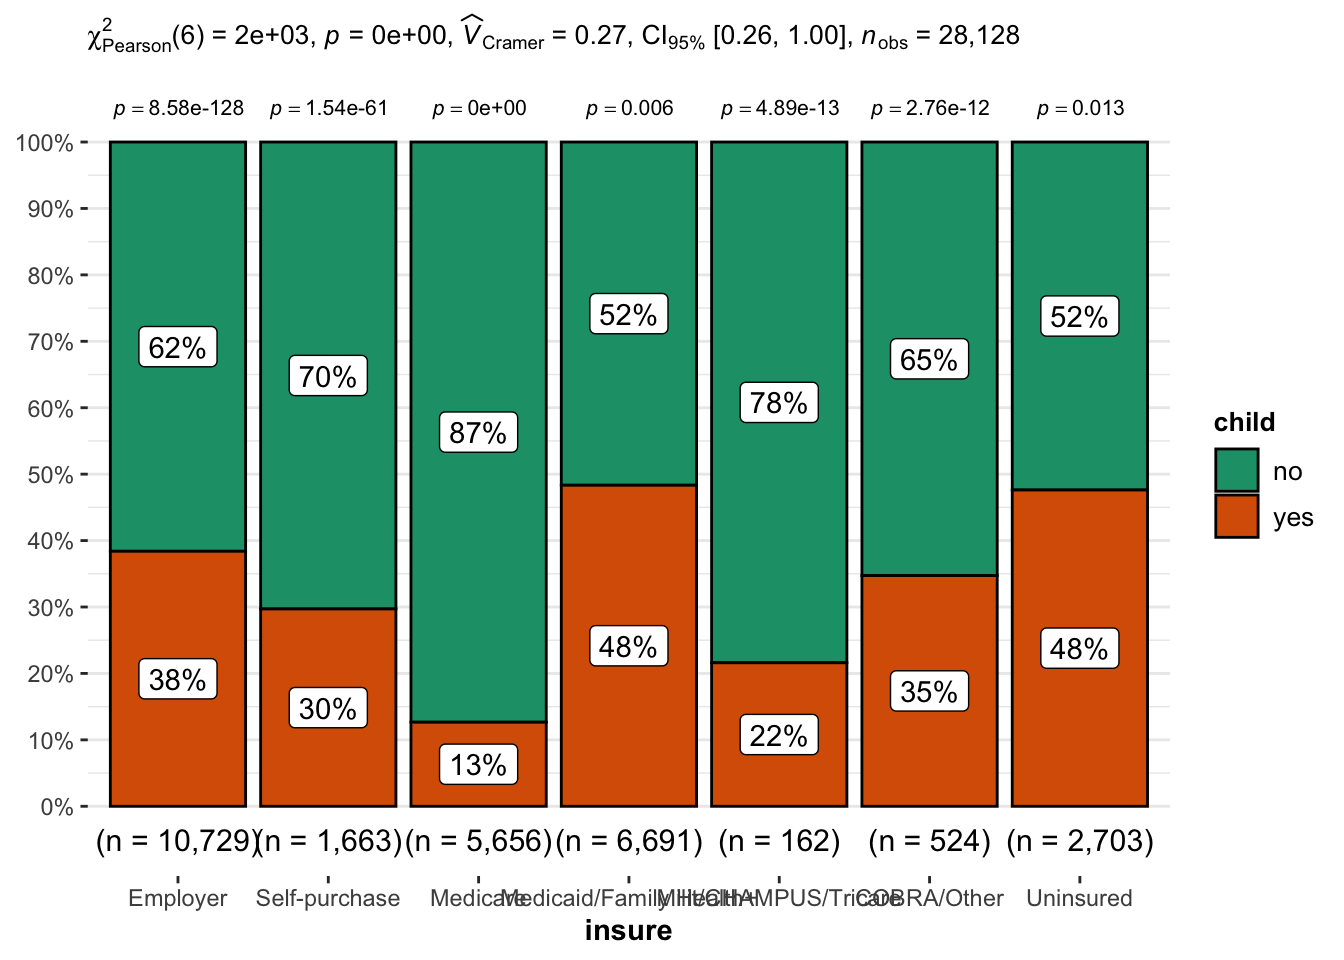 χ²Pearson(6) = 2e+03, p = 0e+00, V̂Cramer = 0.27, CI95% [0.26, 1.00], nobs = 28,128
p = 8.58e-128 p = 1.54e-61 p = 0e+00 p = 0.006 p = 4.89e-13 p = 2.76e-12 p = 0.013
100%
90%
80%
70%
60%
50%
40%
30%
20%
10%
0%
62% 70% 87% 52% 78% 65% 52%
38% 30% 13% 48% 22% 35% 48%
(n = 10,729) (n = 1,663) (n = 5,656) (n = 6,691) (n = 162) (n = 524) (n = 2,703)
Employer Self-purchase Medicare Medicaid/Family COBRA/Other Uninsured
insure
child
no
yes